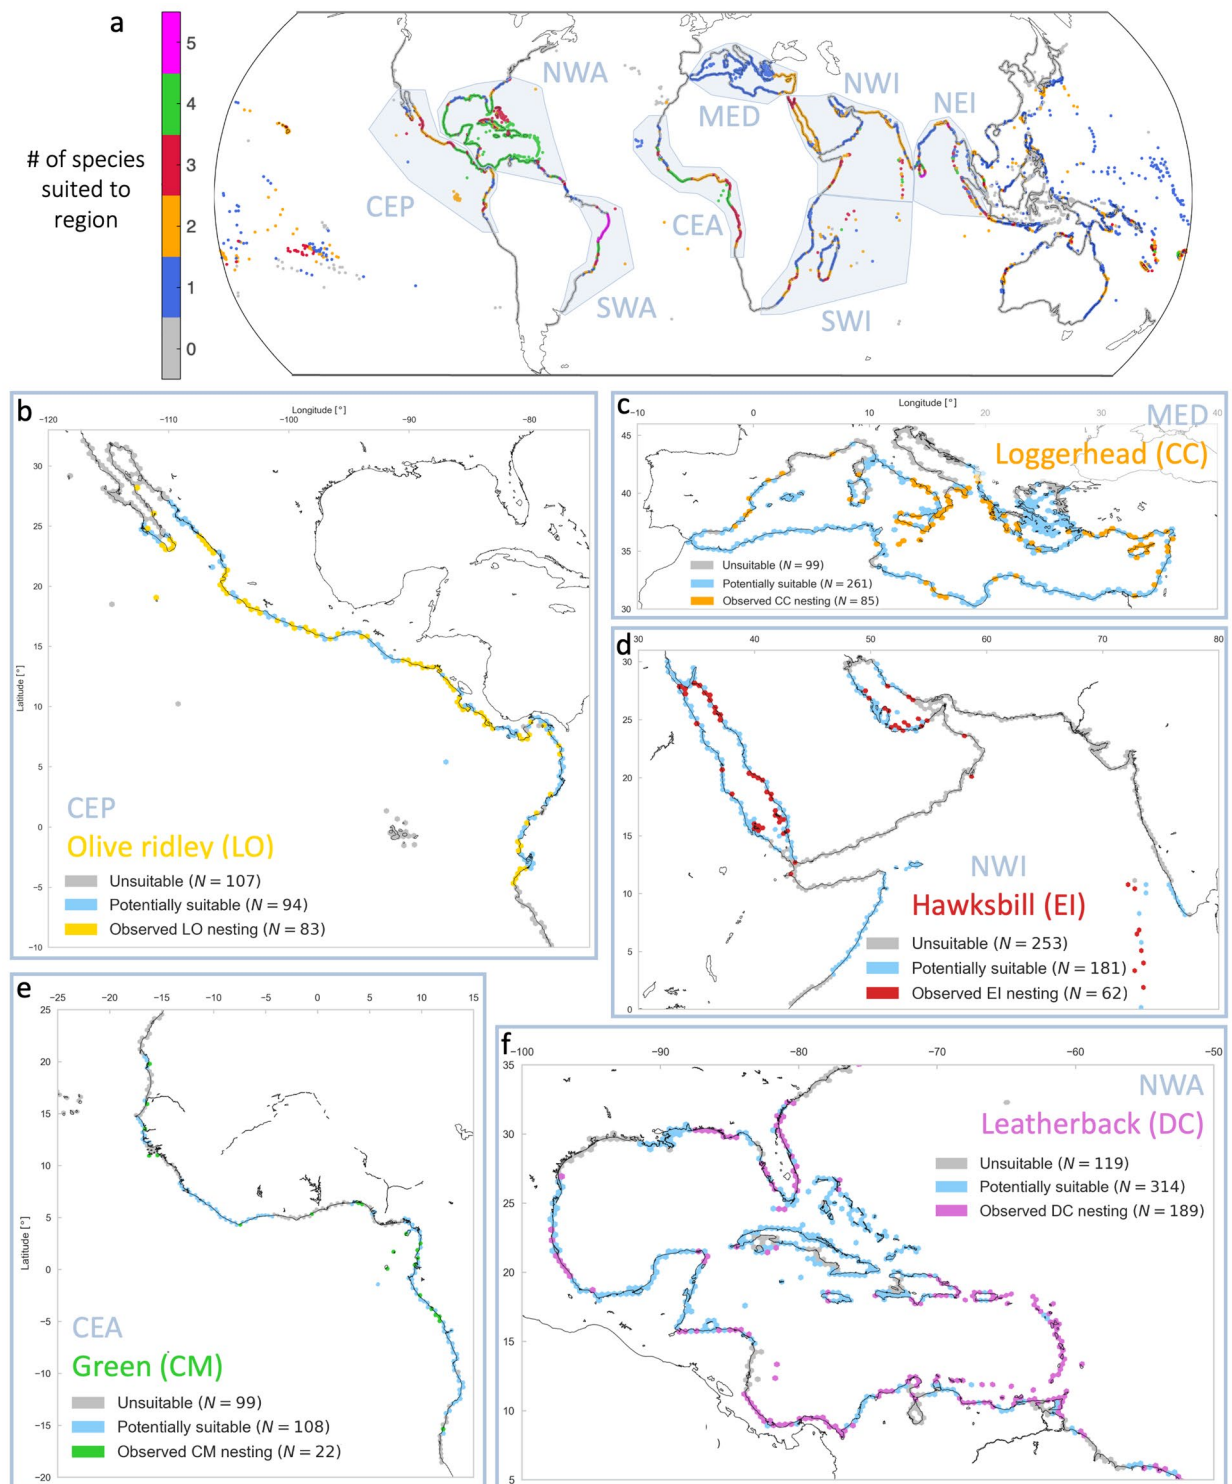 a
# of species
suited to
region
5
4
3
2
1
0
NWA
CEP
SWA
MED
CEA
NWI
NEI
SWI
b
Longitude [°]
−120
−110
−100
−90
−80
30
25
20
15
10
5
0
−5
−10
Latitude [°]
CEP
Olive ridley (LO)
Unsuitable (N = 107)
Potentially suitable (N = 94)
Observed LO nesting (N = 83)
c
Longitude [°]
−10
0
10
20
30
40
45
40
35
30
MED
Loggerhead (CC)
Unsuitable (N = 99)
Potentially suitable (N = 261)
Observed CC nesting (N = 85)
d
30
40
50
60
70
80
30
25
20
15
10
5
0
NWI
Hawksbill (EI)
Unsuitable (N = 253)
Potentially suitable (N = 181)
Observed EI nesting (N = 62)
e
−25
−20
−15
−10
−5
0
5
10
15
25
20
15
10
5
0
−5
−10
−15
−20
Latitude [°]
CEA
Green (CM)
Unsuitable (N = 99)
Potentially suitable (N = 108)
Observed CM nesting (N = 22)
f
−100
−90
−80
−70
−60
−50
35
30
25
20
15
10
5
NWA
Leatherback (DC)
Unsuitable (N = 119)
Potentially suitable (N = 314)
Observed DC nesting (N = 189)